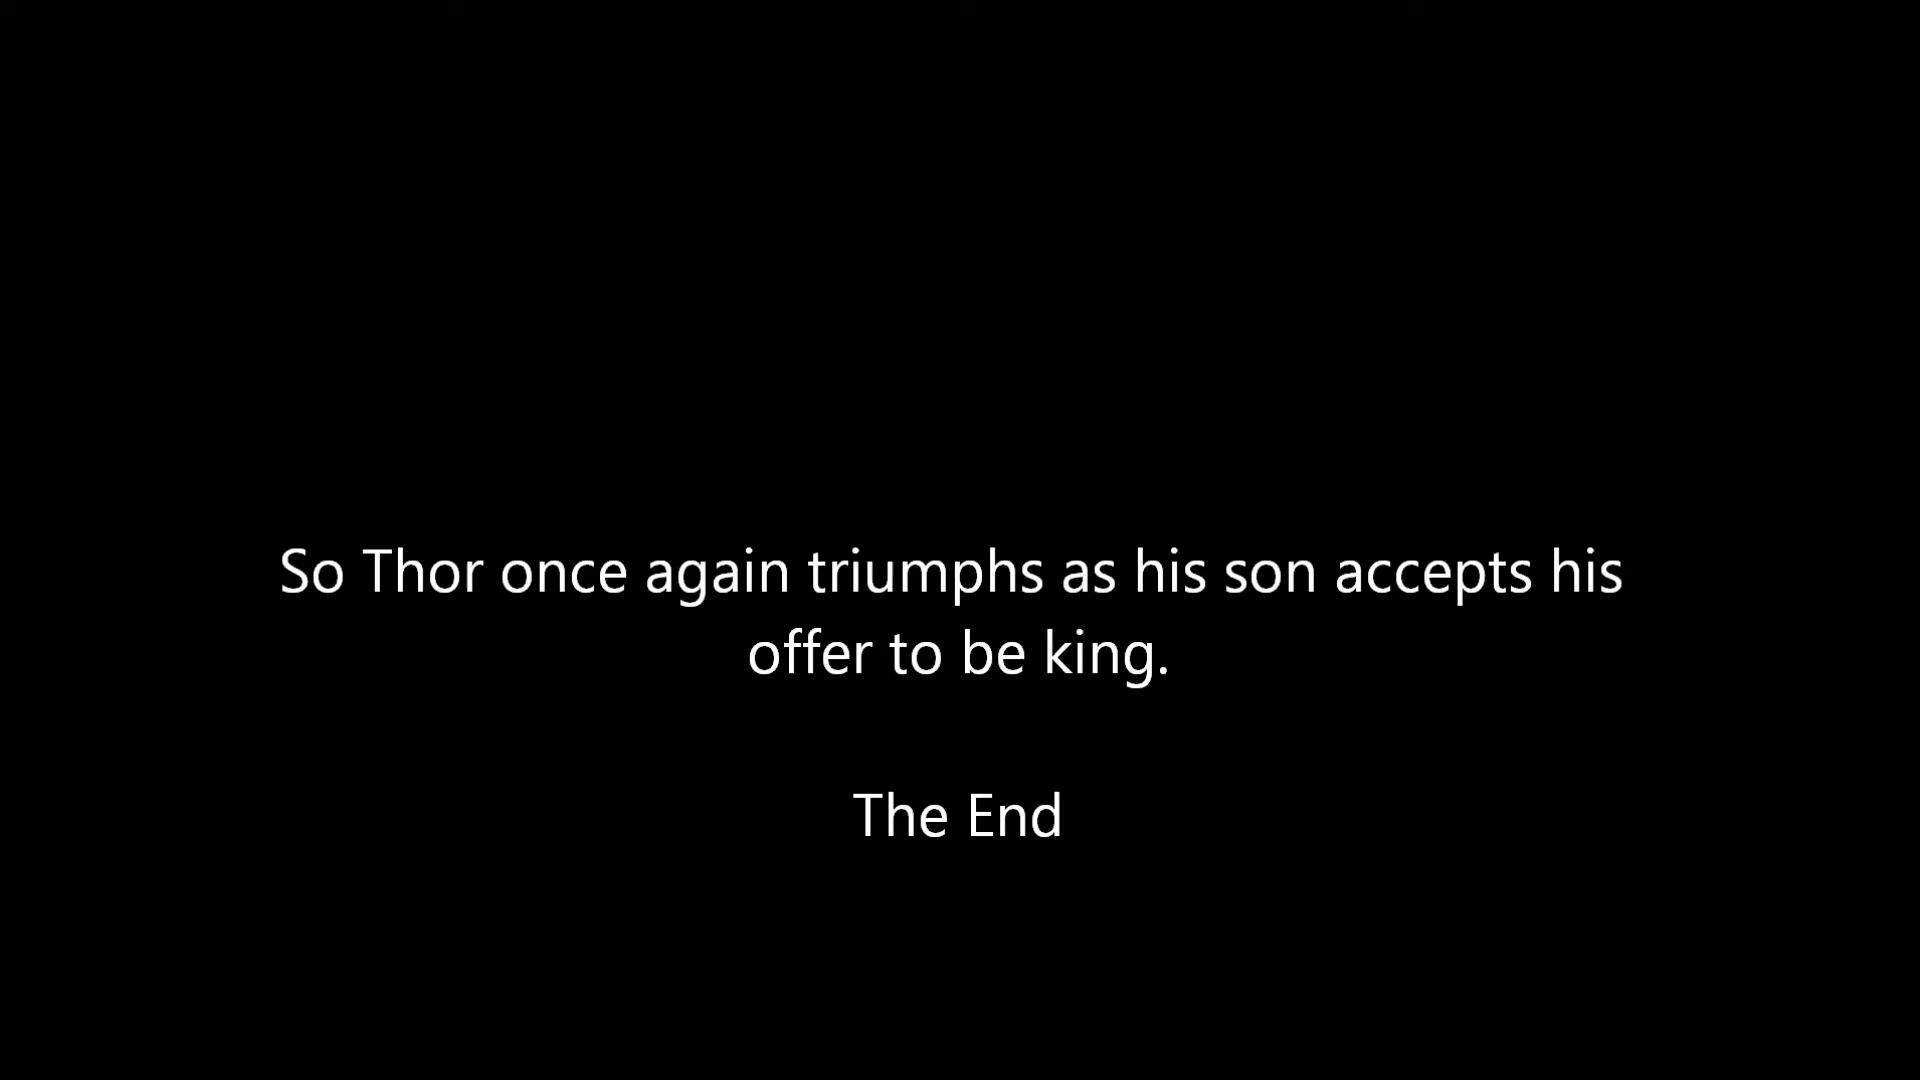 So Thor once again triumphs as his son accepts his
offer to be king.
The End